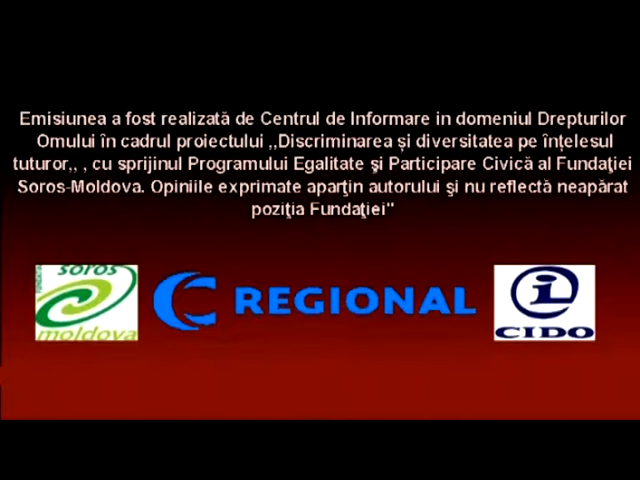 Emisiunea a fost realizată de Centrul de Informare in domeniul Drepturilor
Omului în cadrul proiectului ,,Discriminarea și diversitatea pe înțelesul
tuturor,, , cu sprijinul Programului Egalitate şi Participare Civică al Fundaţiei
Soros-Moldova. Opiniile exprimate aparţin autorului şi nu reflectă neapărat
poziţia Fundaţiei"
soros
moldova
REGIONAL
CIDO